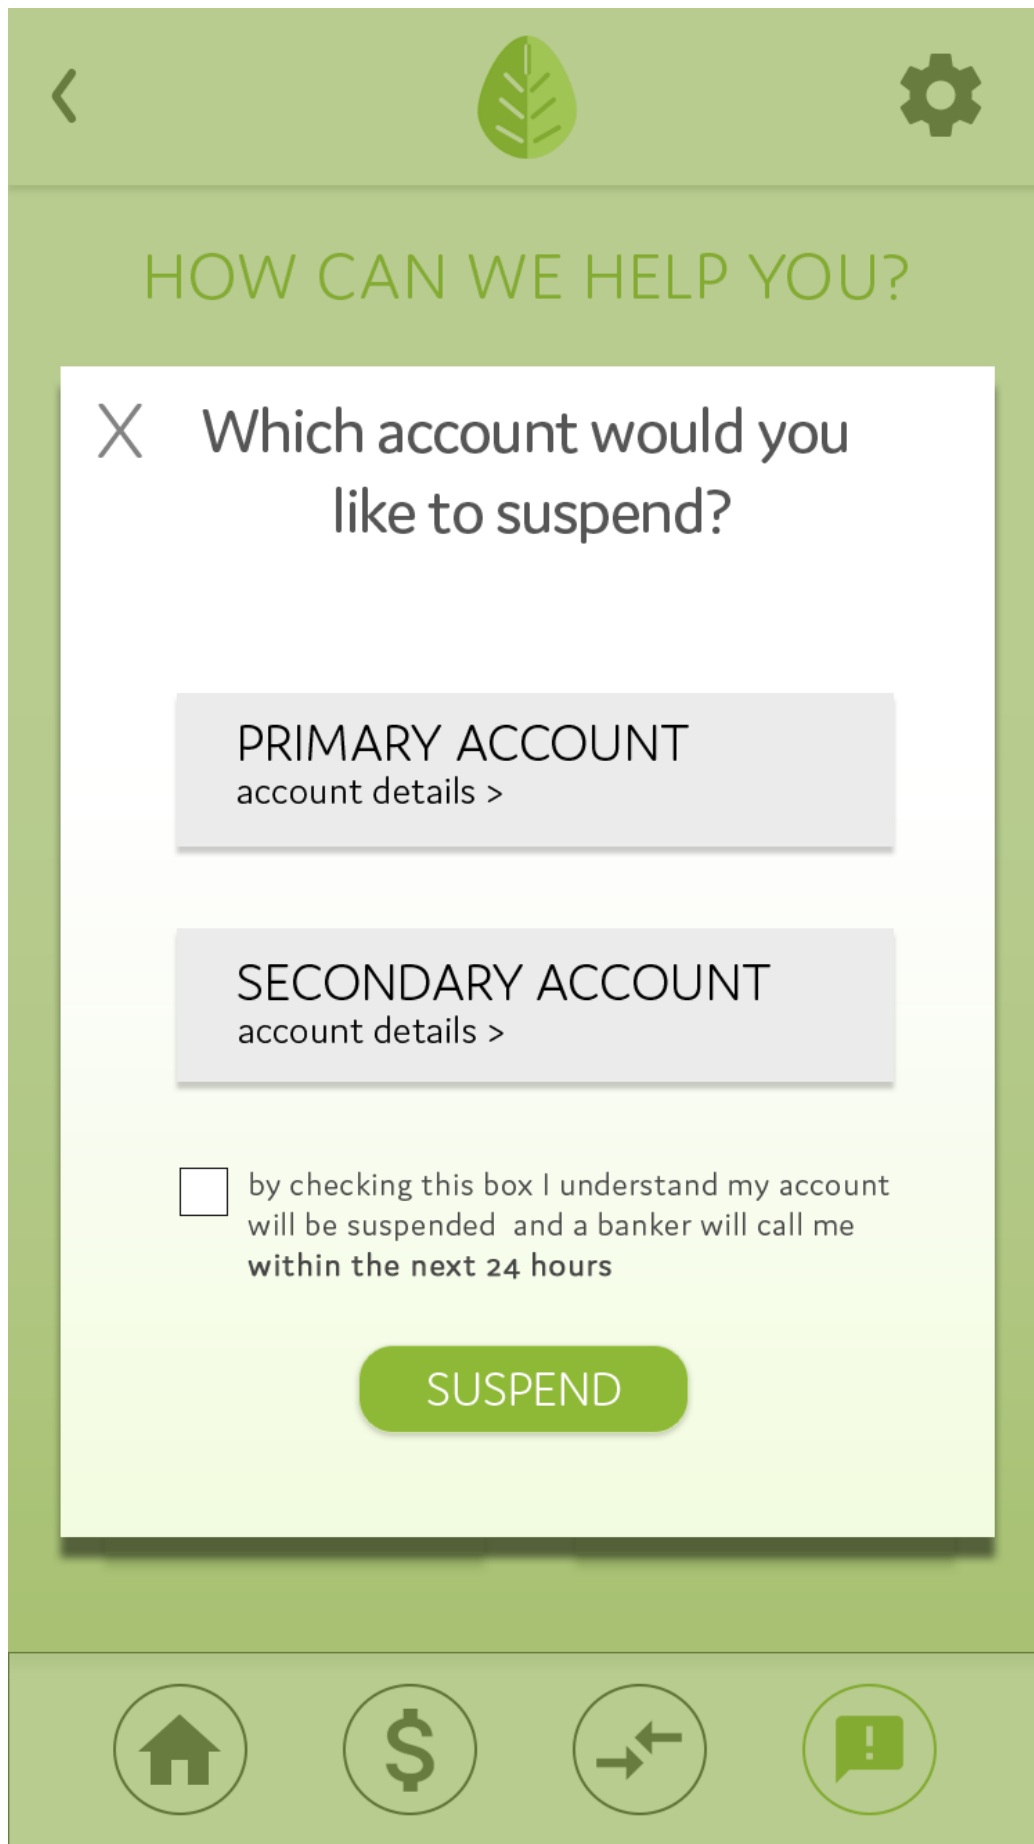 HOW CAN WE HELP YOU?
X
Which account would you
like to suspend?
PRIMARY ACCOUNT
account details >
SECONDARY ACCOUNT
account details >
by checking this box I understand my account
will be suspended  and a banker will call me
within the next 24 hours
SUSPEND
$
!